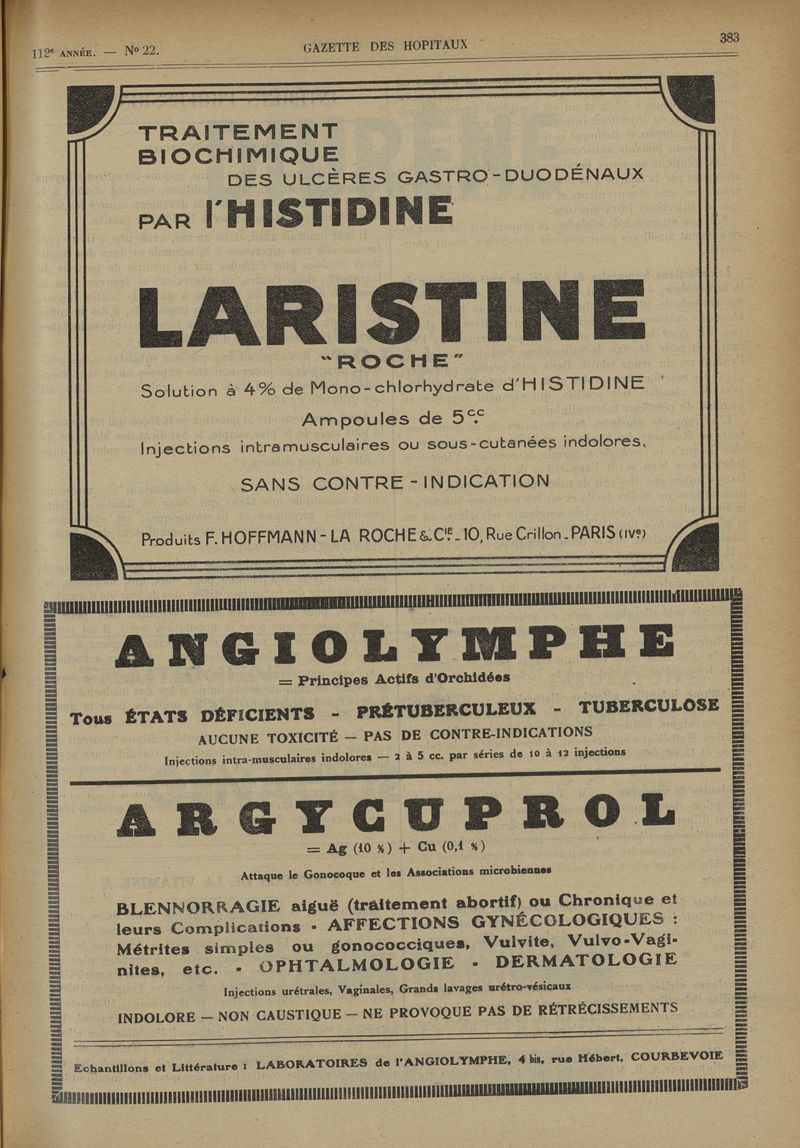 112e ANNÉE. — No 22.
GAZETTE DES HOPITAUX
383
TRAITEMENT
BIOCHIMIQUE
DES ULCÈRES GASTRO-DUODÉNAUX
PAR l'HISTIDINE
LARISTINE
"ROCHE"
Solution à 4% de Mono-chlorhydrate d'HISTIDINE
Ampoules de 5cc.
Injections intramusculaires ou sous-cutanées indolores.
SANS CONTRE-INDICATION
Produits F. HOFFMANN-LA ROCHE & Cie. _ 10, Rue Crillon _ PARIS (IVe)
ANGIOLYMPHE
= Principes Actifs d'Orchidées
Tous ÉTATS DÉFICIENTS - PRÉTUBERCULEUX - TUBERCULOSE
AUCUNE TOXICITÉ — PAS DE CONTRE-INDICATIONS
Injections intra-musculaires indolores — 2 à 5 cc. par séries de 10 à 12 injections
ARGYCUPROL
= Ag (10 %) + Cu (0,1 %)
Attaque le Gonocoque et les Associations microbiennes
BLENNORRAGIE aiguë (traitement abortif) ou Chronique et
leurs Complications - AFFECTIONS GYNÉCOLOGIQUES :
Métrites simples ou gonococciques, Vulvite, Vulvo-Vagi-
nites, etc. - OPHTALMOLOGIE - DERMATOLOGIE
Injections urétrales, Vaginales, Grands lavages urétro-vésicaux
INDOLORE — NON CAUSTIQUE — NE PROVOQUE PAS DE RÉTRÉCISSEMENTS
Echantillons et Littérature : LABORATOIRES de l'ANGIOLYMPHE, 4 bis, rue Hébert, COURBEVOIE